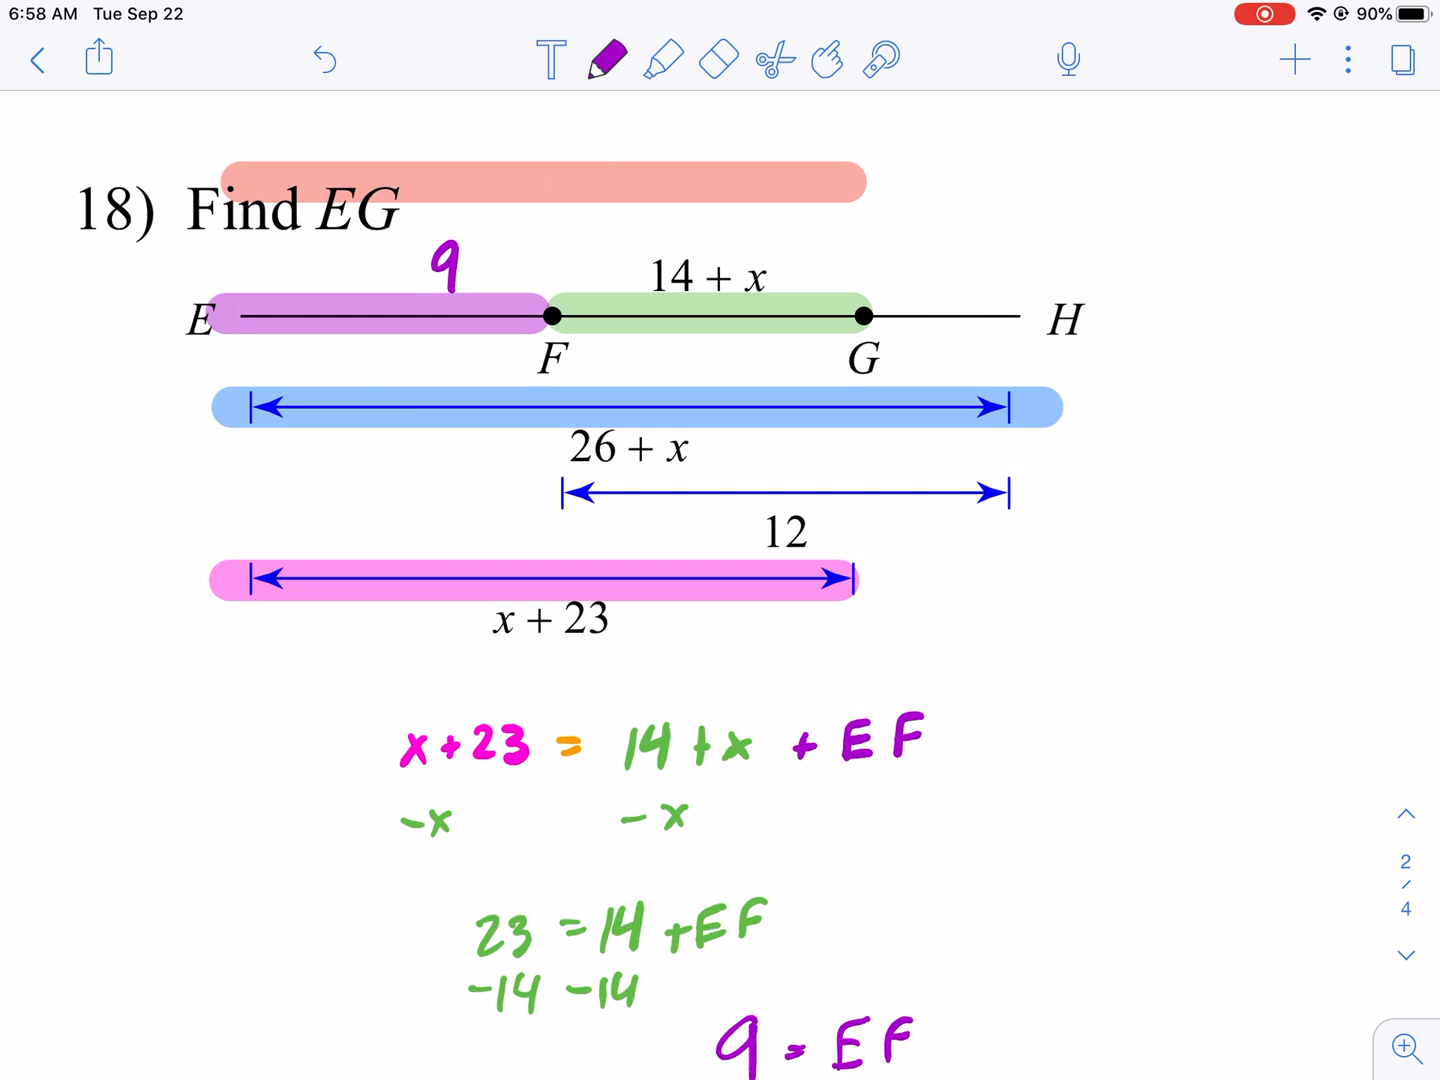 6:58 AM Tue Sep 22
90%
T
18) Find EG
9
14 + x
E
H
F
G
26 + x
12
x + 23
x + 23 = 14 + x + EF
-x - x
23 = 14 + EF
-14 -14
9 = EF
2
/
4